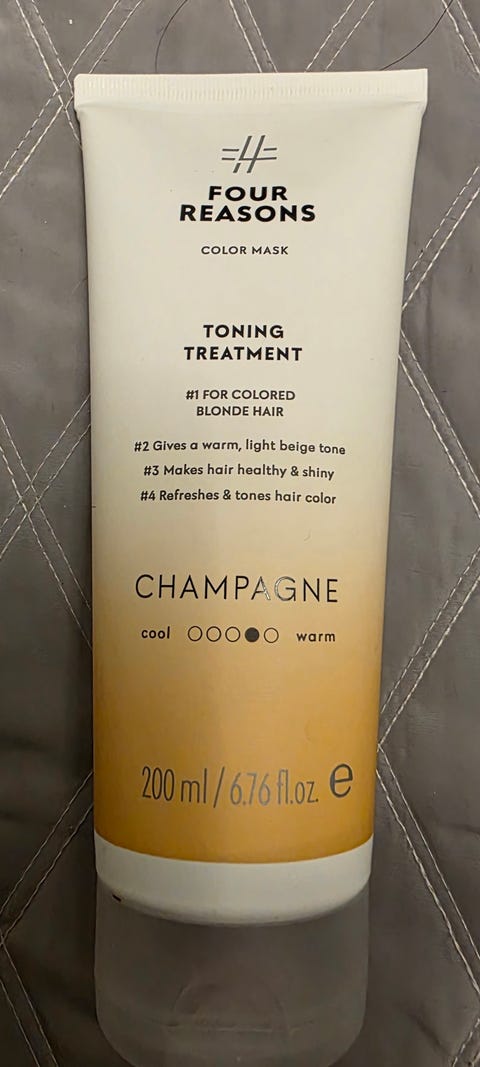 FOUR
REASONS
COLOR MASK
TONING
TREATMENT
#1 FOR COLORED
BLONDE HAIR
#2 Gives a warm, light beige tone
#3 Makes hair healthy & shiny
#4 Refreshes & tones hair color
CHAMPAGNE
cool warm
200 ml / 6.76 fl.oz. e